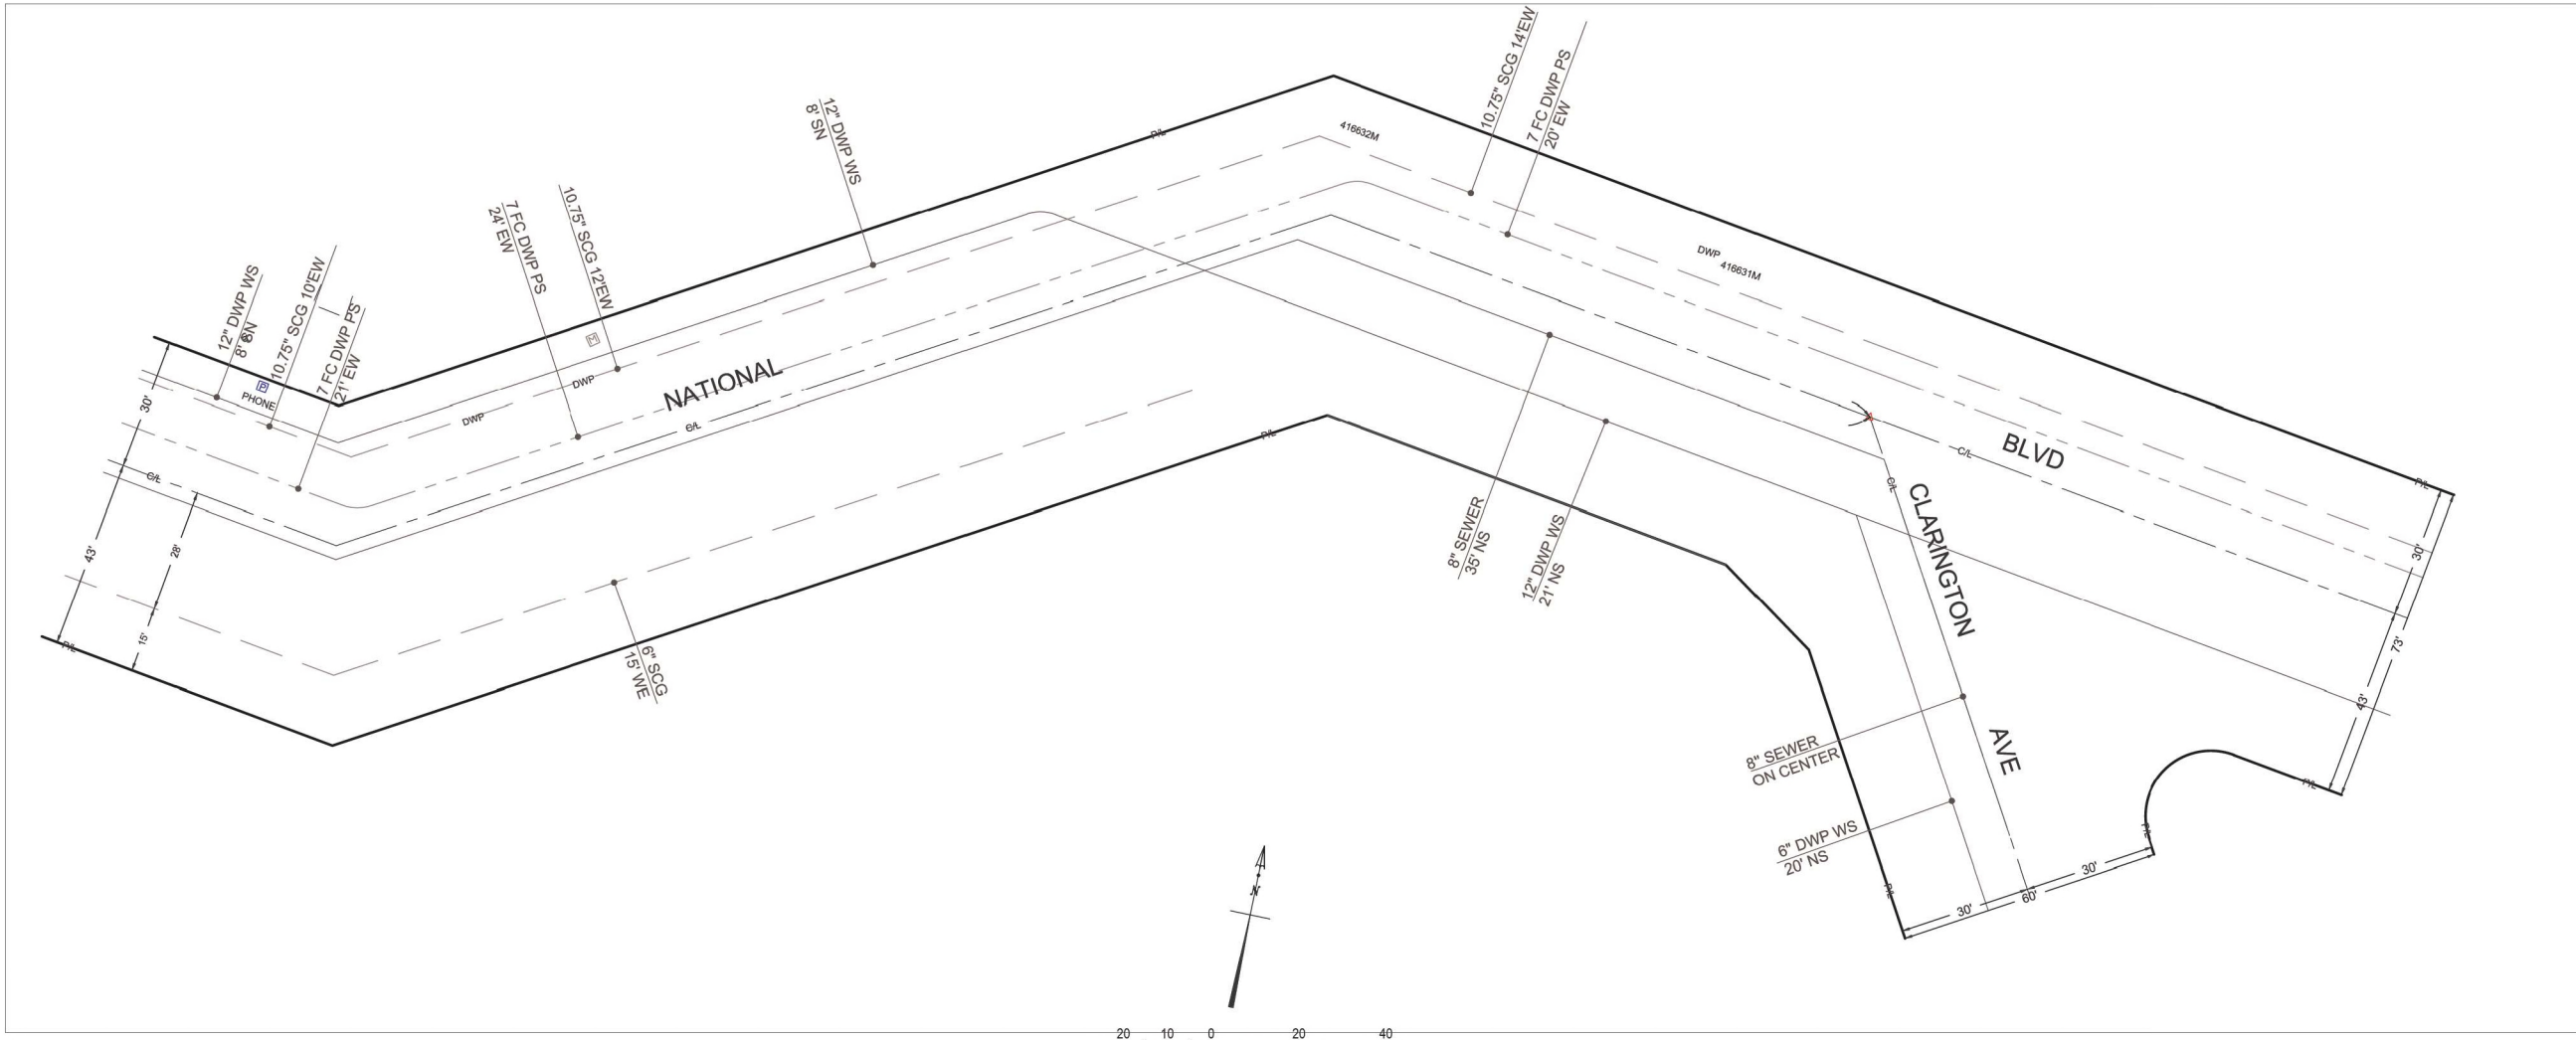 10.75" SCG 14'EW
7 FC DWP PS
20' EW
416632M
P/L
12" DWP WS
8' SN
10.75" SCG 12'EW
7 FC DWP PS
24' EW
12" DWP WS
8' SN
10.75" SCG 10'EW
7 FC DWP PS
21' EW
P
PHONE
M
DWP
DWP
NATIONAL
C/L
C/L
30'
43'
28'
15'
P/L
P/L
6" SCG
15' WE
DWP
416631M
BLVD
C/L
C/L
P/L
8" SEWER
35' NS
12" DWP WS
21' NS
CLARINGTON
AVE
30'
73'
43'
P/L
P/L
8" SEWER
ON CENTER
6" DWP WS
20' NS
P/L
30'
60'
30'
N
20 10 0 20 40